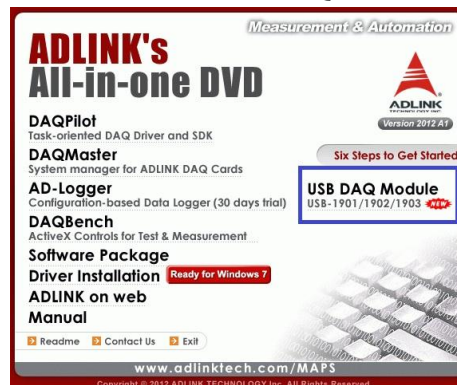 Measurement & Automation
ADLINK's
All-in-one DVD
ADLINK
TECHNOLOGY INC.
Version 2012 A1
DAQPilot
Task-oriented DAQ Driver and SDK
DAQMaster
System manager for ADLINK DAQ Cards
AD-Logger
Configuration-based Data Logger (30 days trial)
DAQBench
ActiveX Controls for Test & Measurement
Software Package
Driver Installation Ready for Windows 7
ADLINK on web
Manual
Six Steps to Get Started
USB DAQ Module
USB-1901/1902/1903 NEW
Readme Contact Us Exit
www.adlinktech.com/MAPS
Copyright © 2012 ADLINK TECHNOLOGY Inc. All Rights Reserved